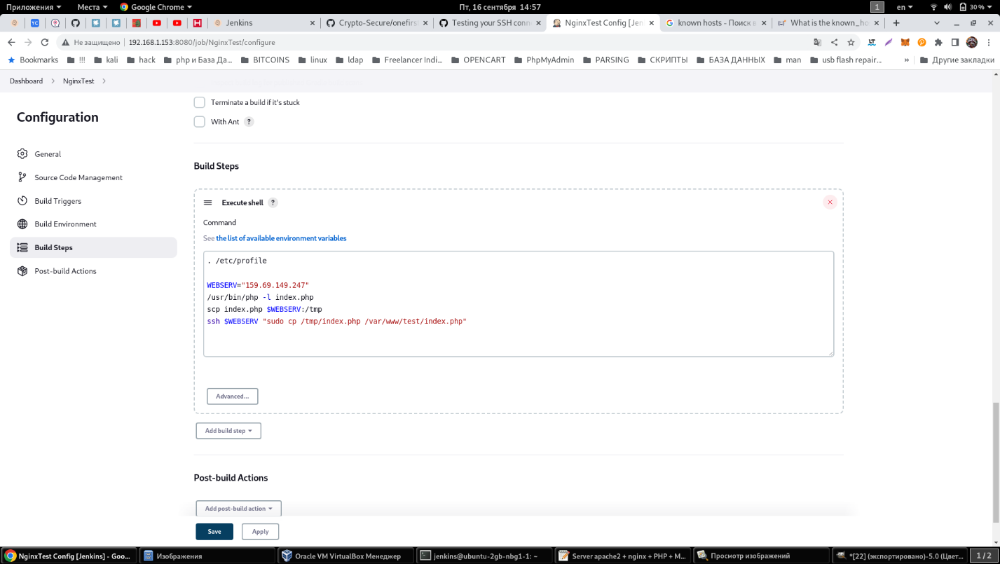 Приложения Места Google Chrome Пт, 16 сентября 14:57 1 en 30 %
YC H Jenkins Crypto-Secure/onefirs Testing your SSH conn NginxTest Config [Jen known hosts - Поиск в What is the known_ho
Не защищено 192.168.1.153:8080/job/NginxTest/configure
Bookmarks !!! kali hack php и База Да... BITCOINS linux ldap Freelancer Indi... OPENCART PhpMyAdmin PARSING СКРИПТЫ БАЗА ДАННЫХ man usb flash repair... » Другие закладки
Dashboard NginxTest
Configuration
General
Source Code Management
Build Triggers
Build Environment
Build Steps
Post-build Actions
Terminate a build if it's stuck
With Ant ?
Build Steps
Execute shell ?
Command
See the list of available environment variables
. /etc/profile
WEBSERV="159.69.149.247"
/usr/bin/php -l index.php
scp index.php $WEBSERV:/tmp
ssh $WEBSERV "sudo cp /tmp/index.php /var/www/test/index.php"
Advanced...
Add build step
Post-build Actions
Add post-build action
Save Apply
NginxTest Config [Jenkins] - Goo... Изображения Oracle VM VirtualBox Менеджер jenkins@ubuntu-2gb-nbg1-1: ~ Server apache2 + nginx + PHP + M... Просмотр изображений *[22] (экспортировано)-5.0 (Цвет... 1 / 2